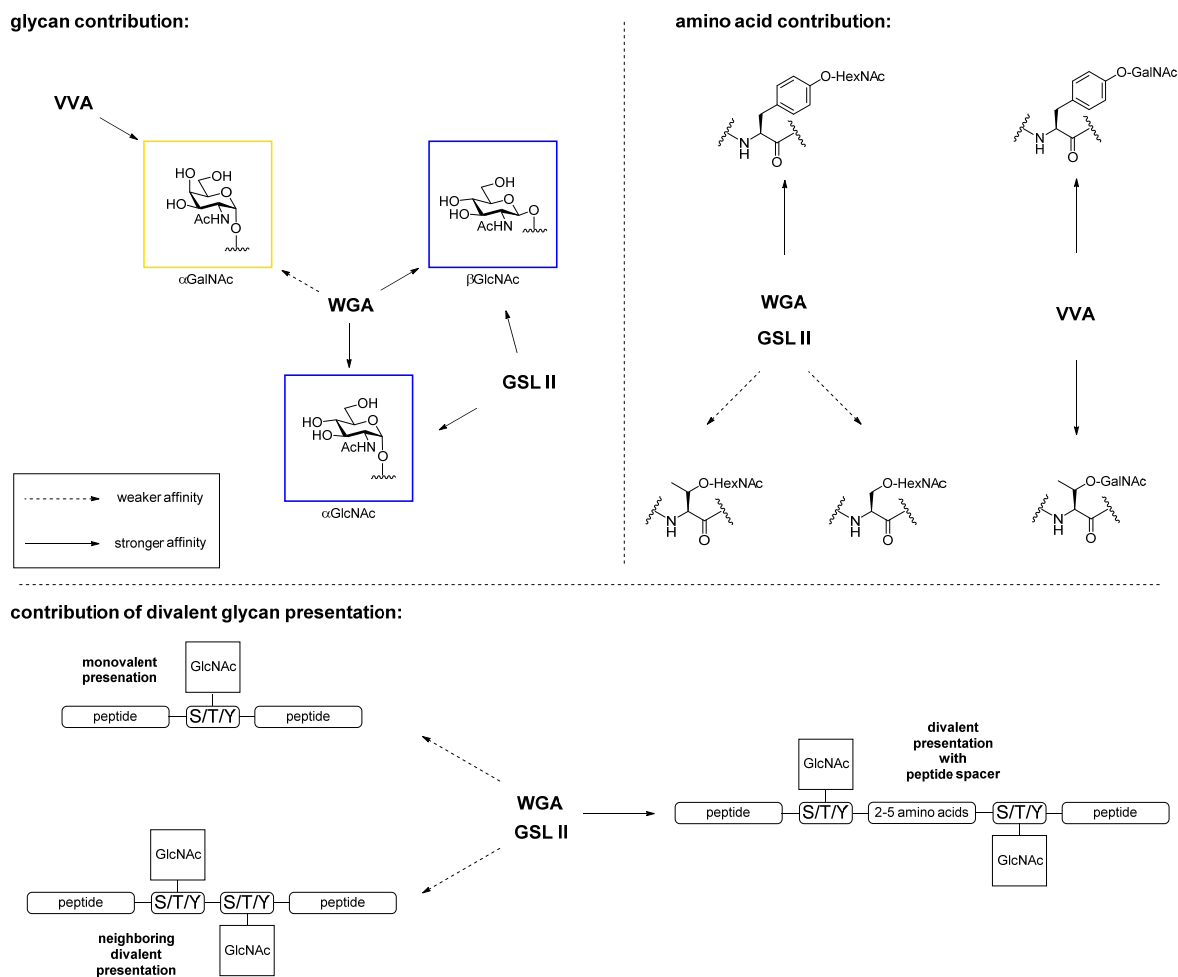 glycan contribution:
VVA
HO
OH
O
HO
AcHN
O
αGalNAc
OH
HO
O
HO
O
AcHN
βGlcNAc
WGA
GSL II
OH
HO
O
HO
AcHN
O
αGlcNAc
weaker affinity
stronger affinity
amino acid contribution:
O-HexNAc
N
H
O
O-GalNAc
N
H
O
WGA
GSL II
VVA
O-HexNAc
N
H
O
O-HexNAc
N
H
O
O-GalNAc
N
H
O
contribution of divalent glycan presentation:
monovalent
presenation
GlcNAc
peptide
S/T/Y
peptide
WGA
GSL II
GlcNAc
peptide
S/T/Y
S/T/Y
peptide
GlcNAc
neighboring
divalent
presentation
divalent
presentation
with
peptide spacer
GlcNAc
peptide
S/T/Y
2-5 amino acids
S/T/Y
peptide
GlcNAc